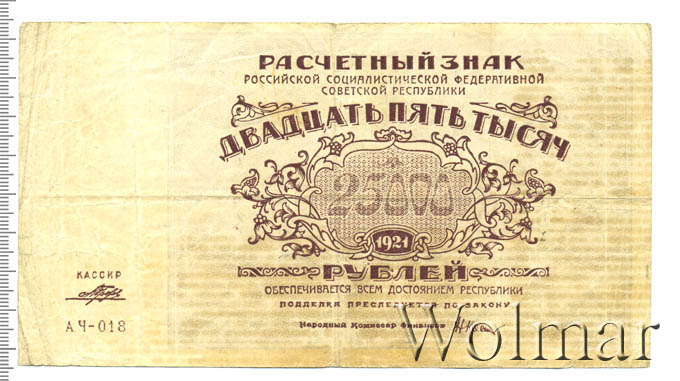 РАСЧЕТНЫЙ ЗНАК
РОССИЙСКОЙ СОЦИАЛИСТИЧЕСКОЙ ФЕДЕРАТИВНОЙ
СОВЕТСКОЙ РЕСПУБЛИКИ
ДВАДЦАТЬ ПЯТЬ ТЫСЯЧ
25000
1921
РУБЛЕЙ
ОБЕСПЕЧИВАЕТСЯ ВСЕМ ДОСТОЯНИЕМ РЕСПУБЛИКИ
ПОДДЕЛКА ПРЕСЛЕДУЕТСЯ ПО ЗАКОНУ
Народный Комиссар Финансов
КАССИР
АЧ-018
Wolmar